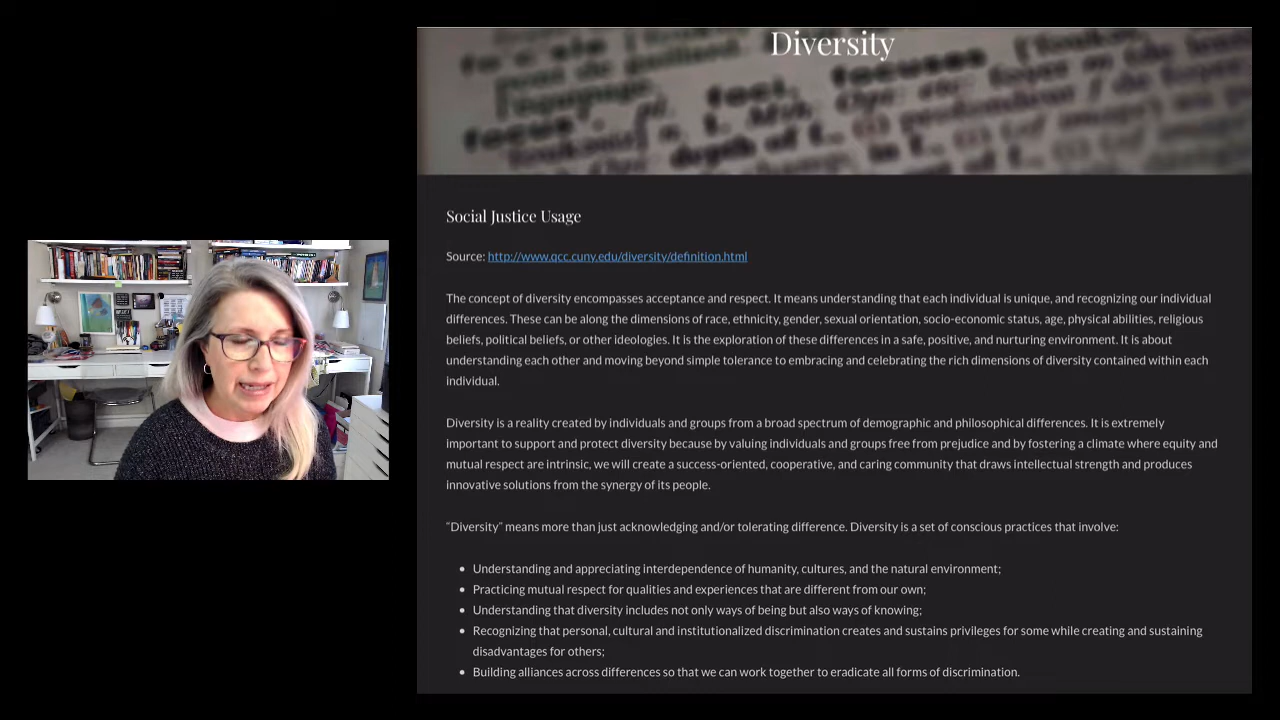 Diversity
Social Justice Usage
Source: http://www.qcc.cuny.edu/diversity/definition.html
The concept of diversity encompasses acceptance and respect. It means understanding that each individual is unique, and recognizing our individual
differences. These can be along the dimensions of race, ethnicity, gender, sexual orientation, socio-economic status, age, physical abilities, religious
beliefs, political beliefs, or other ideologies. It is the exploration of these differences in a safe, positive, and nurturing environment. It is about
understanding each other and moving beyond simple tolerance to embracing and celebrating the rich dimensions of diversity contained within each
individual.
Diversity is a reality created by individuals and groups from a broad spectrum of demographic and philosophical differences. It is extremely
important to support and protect diversity because by valuing individuals and groups free from prejudice and by fostering a climate where equity and
mutual respect are intrinsic, we will create a success-oriented, cooperative, and caring community that draws intellectual strength and produces
innovative solutions from the synergy of its people.
“Diversity” means more than just acknowledging and/or tolerating difference. Diversity is a set of conscious practices that involve:
• Understanding and appreciating interdependence of humanity, cultures, and the natural environment;
• Practicing mutual respect for qualities and experiences that are different from our own;
• Understanding that diversity includes not only ways of being but also ways of knowing;
• Recognizing that personal, cultural and institutionalized discrimination creates and sustains privileges for some while creating and sustaining
disadvantages for others;
• Building alliances across differences so that we can work together to eradicate all forms of discrimination.